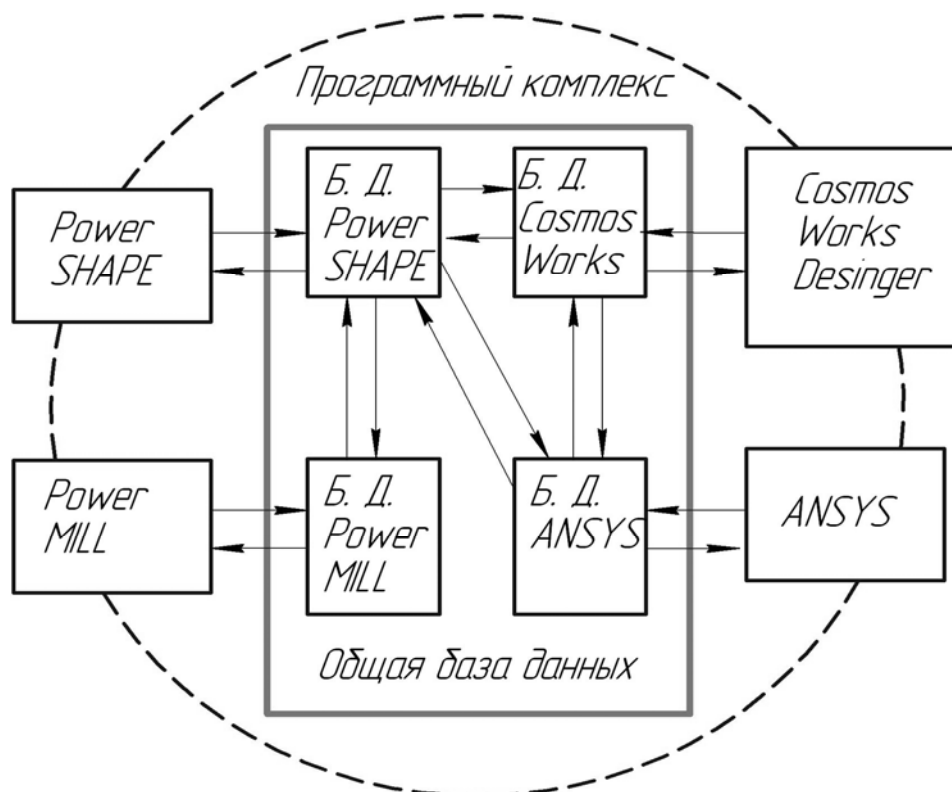 Программный комплекс
Power
SHAPE
Б. Д.
Power
SHAPE
Б. Д.
Cosmos
Works
Cosmos
Works
Desinger
Power
MILL
Б. Д.
Power
MILL
Б. Д.
ANSYS
ANSYS
Общая база данных